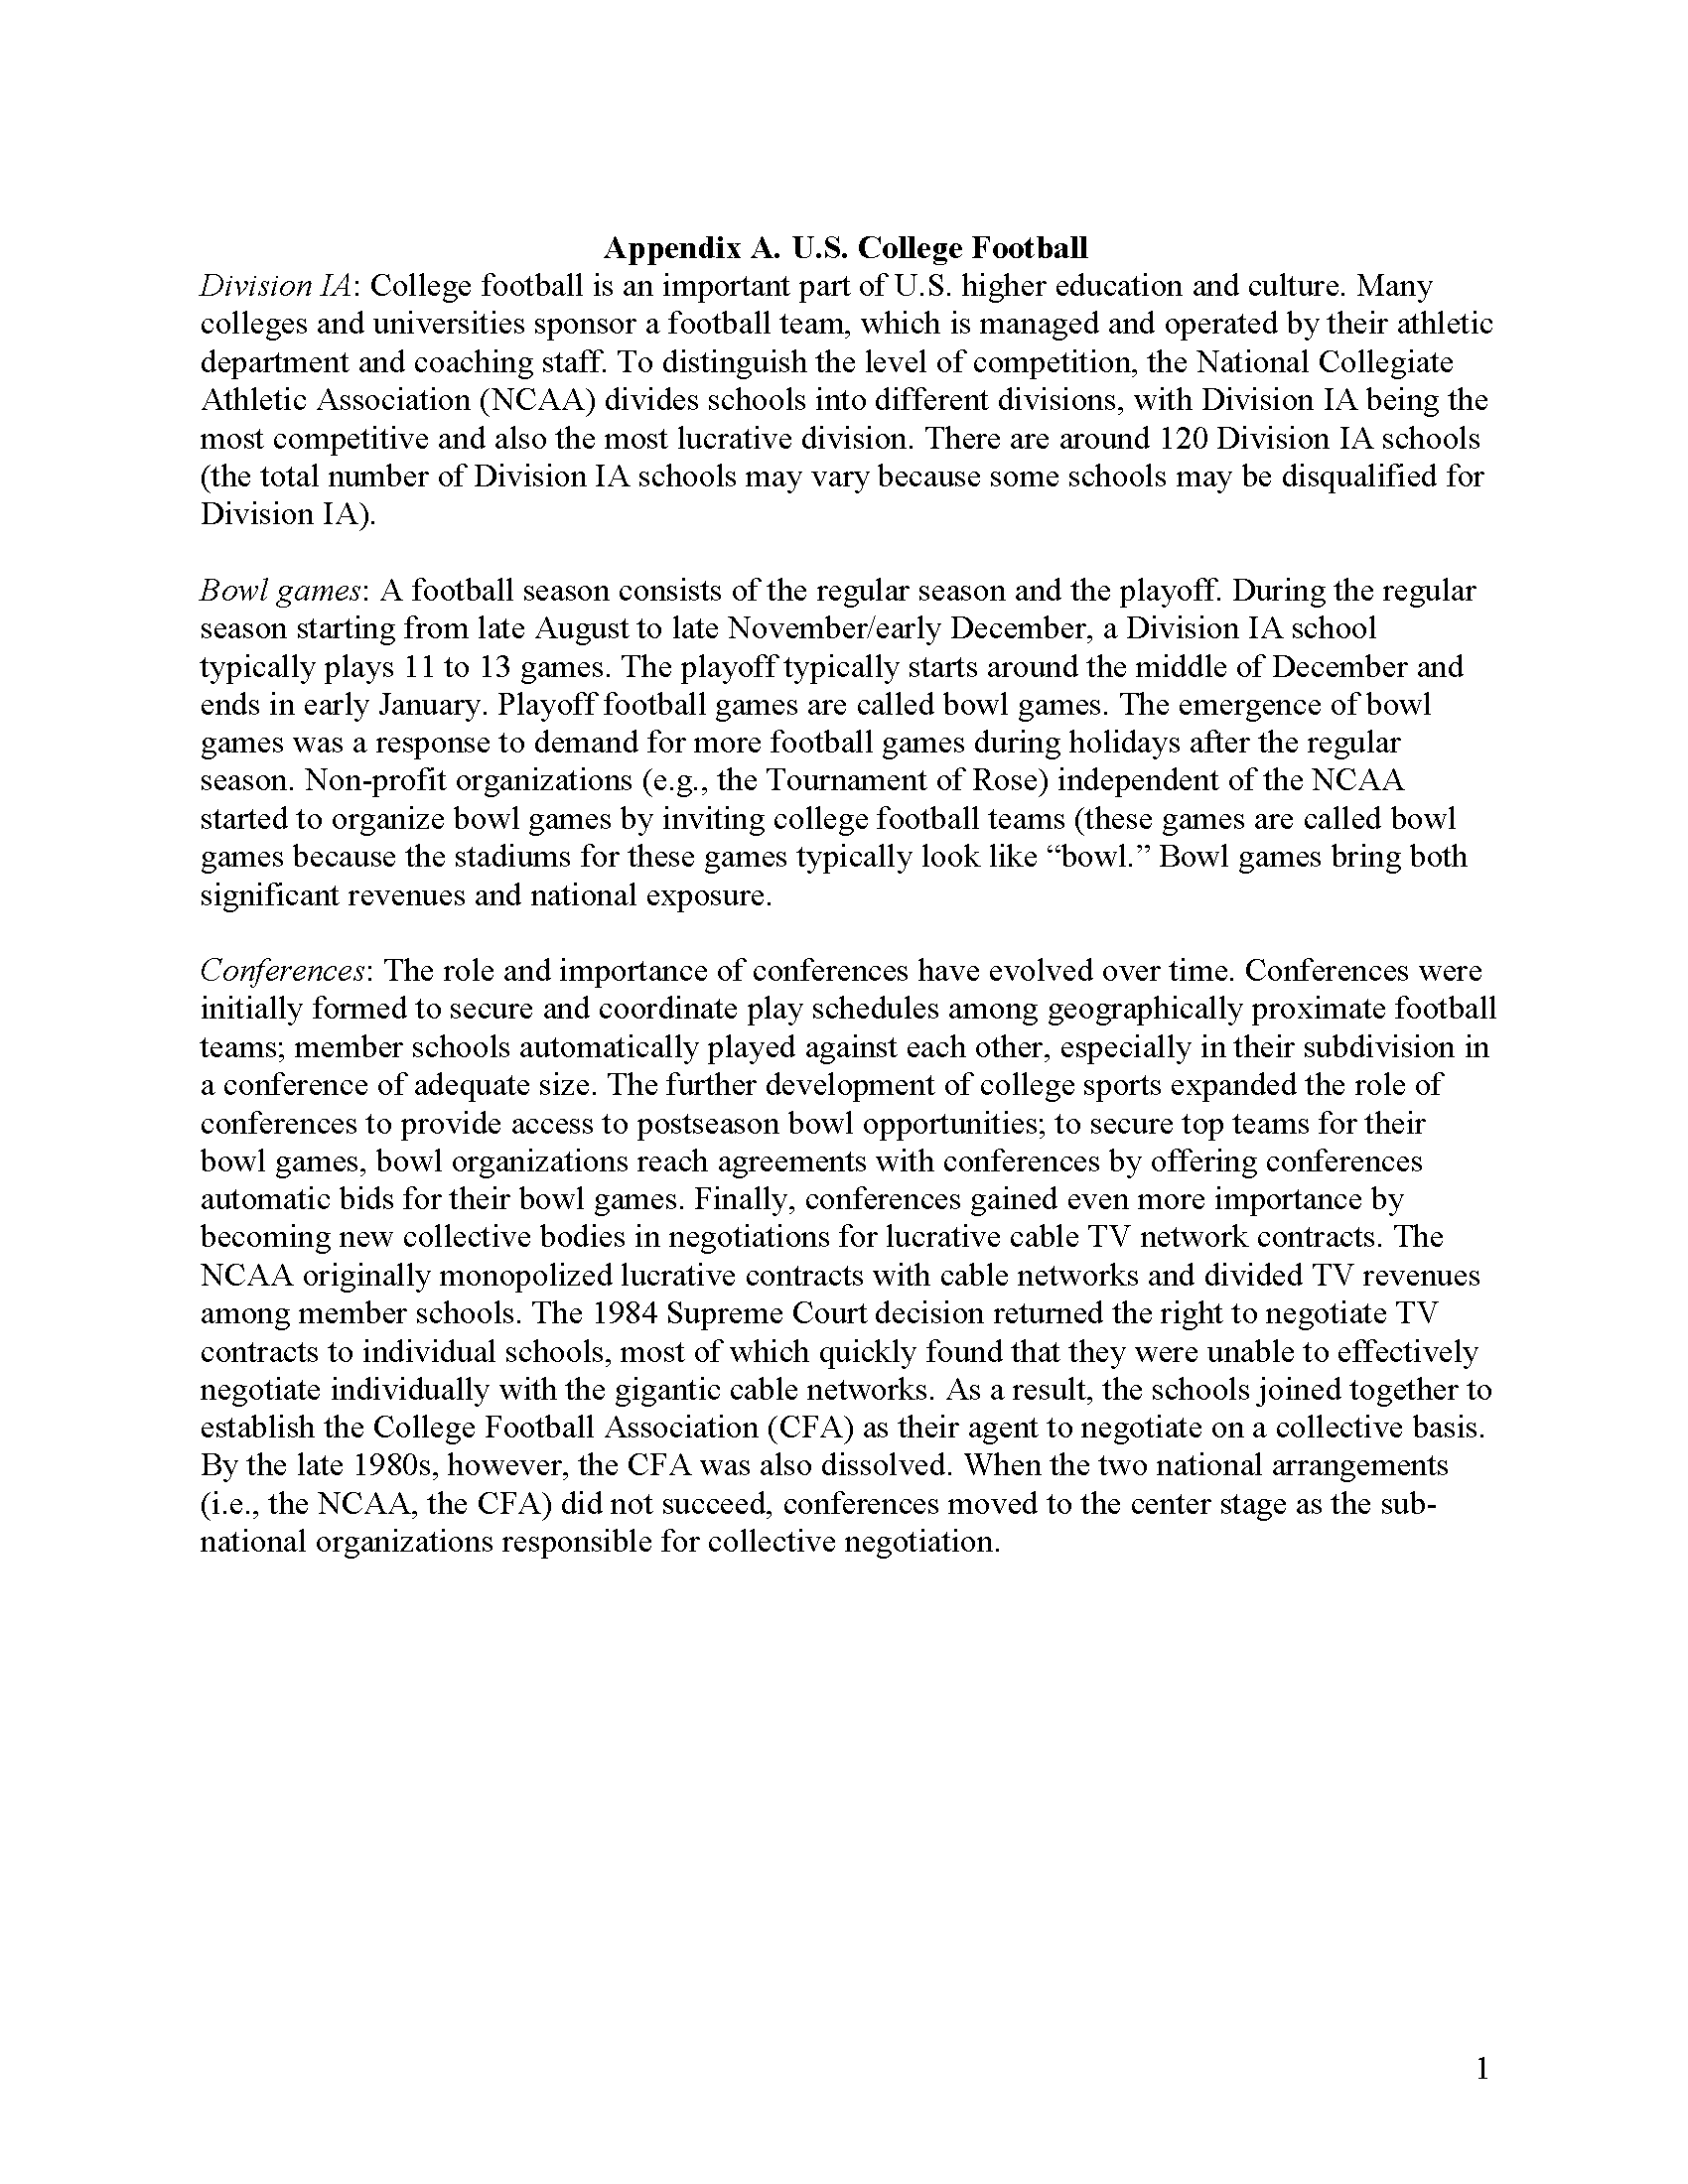 Appendix A. U.S. College Football
Division IA: College football is an important part of U.S. higher education and culture. Many
colleges and universities sponsor a football team, which is managed and operated by their athletic
department and coaching staff. To distinguish the level of competition, the National Collegiate
Athletic Association (NCAA) divides schools into different divisions, with Division IA being the
most competitive and also the most lucrative division. There are around 120 Division IA schools
(the total number of Division IA schools may vary because some schools may be disqualified for
Division IA).
Bowl games: A football season consists of the regular season and the playoff. During the regular
season starting from late August to late November/early December, a Division IA school
typically plays 11 to 13 games. The playoff typically starts around the middle of December and
ends in early January. Playoff football games are called bowl games. The emergence of bowl
games was a response to demand for more football games during holidays after the regular
season. Non-profit organizations (e.g., the Tournament of Rose) independent of the NCAA
started to organize bowl games by inviting college football teams (these games are called bowl
games because the stadiums for these games typically look like “bowl.” Bowl games bring both
significant revenues and national exposure.
Conferences: The role and importance of conferences have evolved over time. Conferences were
initially formed to secure and coordinate play schedules among geographically proximate football
teams; member schools automatically played against each other, especially in their subdivision in
a conference of adequate size. The further development of college sports expanded the role of
conferences to provide access to postseason bowl opportunities; to secure top teams for their
bowl games, bowl organizations reach agreements with conferences by offering conferences
automatic bids for their bowl games. Finally, conferences gained even more importance by
becoming new collective bodies in negotiations for lucrative cable TV network contracts. The
NCAA originally monopolized lucrative contracts with cable networks and divided TV revenues
among member schools. The 1984 Supreme Court decision returned the right to negotiate TV
contracts to individual schools, most of which quickly found that they were unable to effectively
negotiate individually with the gigantic cable networks. As a result, the schools joined together to
establish the College Football Association (CFA) as their agent to negotiate on a collective basis.
By the late 1980s, however, the CFA was also dissolved. When the two national arrangements
(i.e., the NCAA, the CFA) did not succeed, conferences moved to the center stage as the sub-
national organizations responsible for collective negotiation.
1